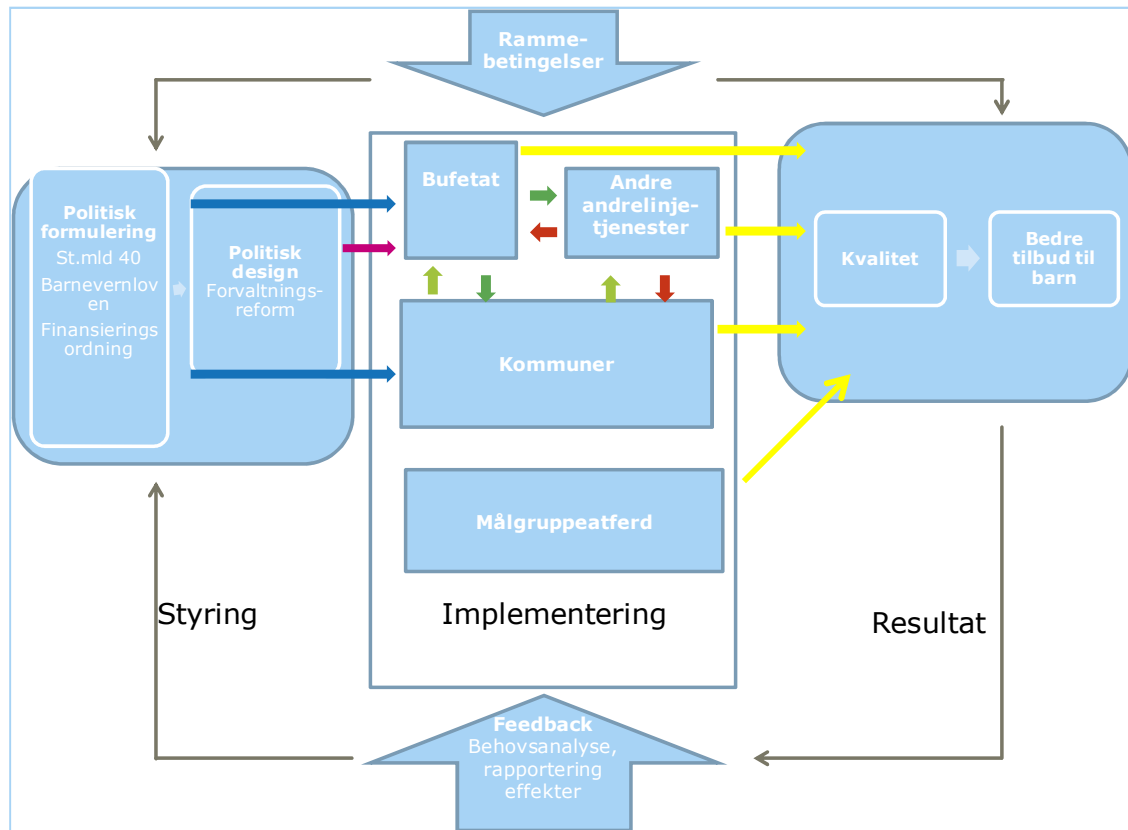 Ramme-
betingelser
Politisk
formulering
St.mld 40
Barnevernlov
en
Finansierings
ordning
Politisk
design
Forvaltnings-
reform
Bufetat
Andre
andrelinje-
tjenester
Kommuner
Målgruppeatferd
Kvalitet
Bedre
tilbud til
barn
Styring
Implementering
Resultat
Feedback
Behovsanalyse,
rapportering
effekter